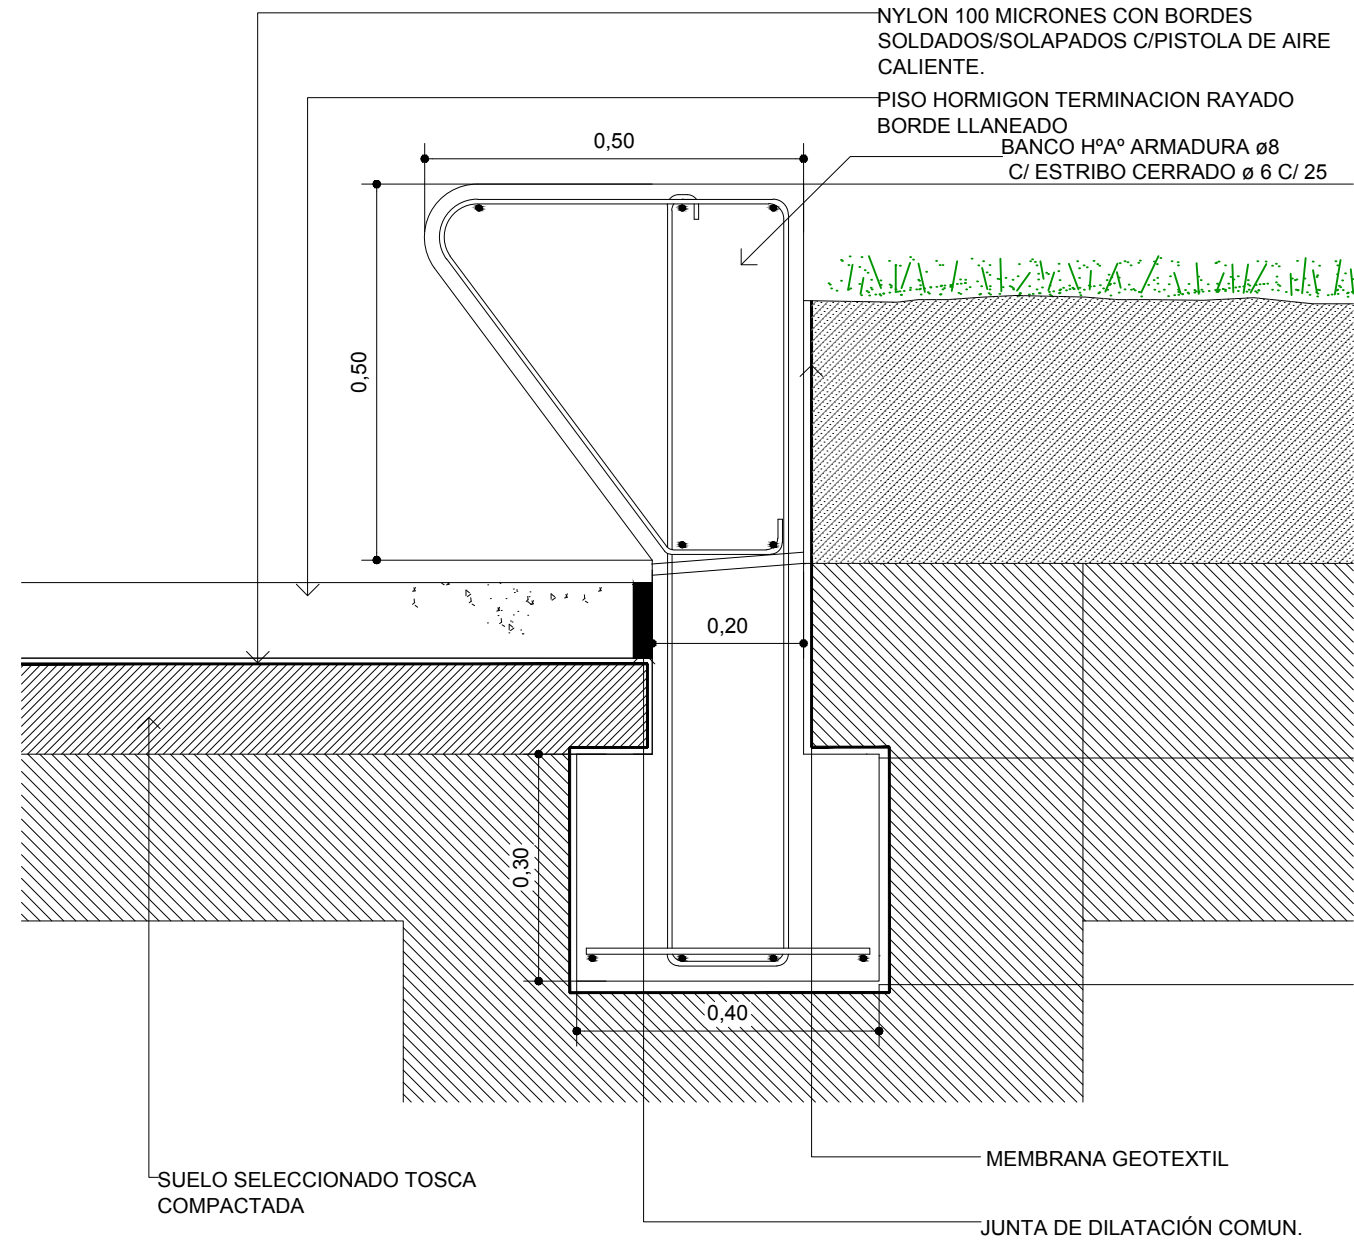 NYLON 100 MICRONES CON BORDES
SOLDADOS/SOLAPADOS C/PISTOLA DE AIRE
CALIENTE.
PISO HORMIGON TERMINACION RAYADO
BORDE LLANEADO
BANCO HºAº ARMADURA ø8
C/ ESTRIBO CERRADO ø 6 C/ 25
0,50
0,50
0,20
0,30
0,40
MEMBRANA GEOTEXTIL
SUELO SELECCIONADO TOSCA
COMPACTADA
JUNTA DE DILATACIÓN COMUN.